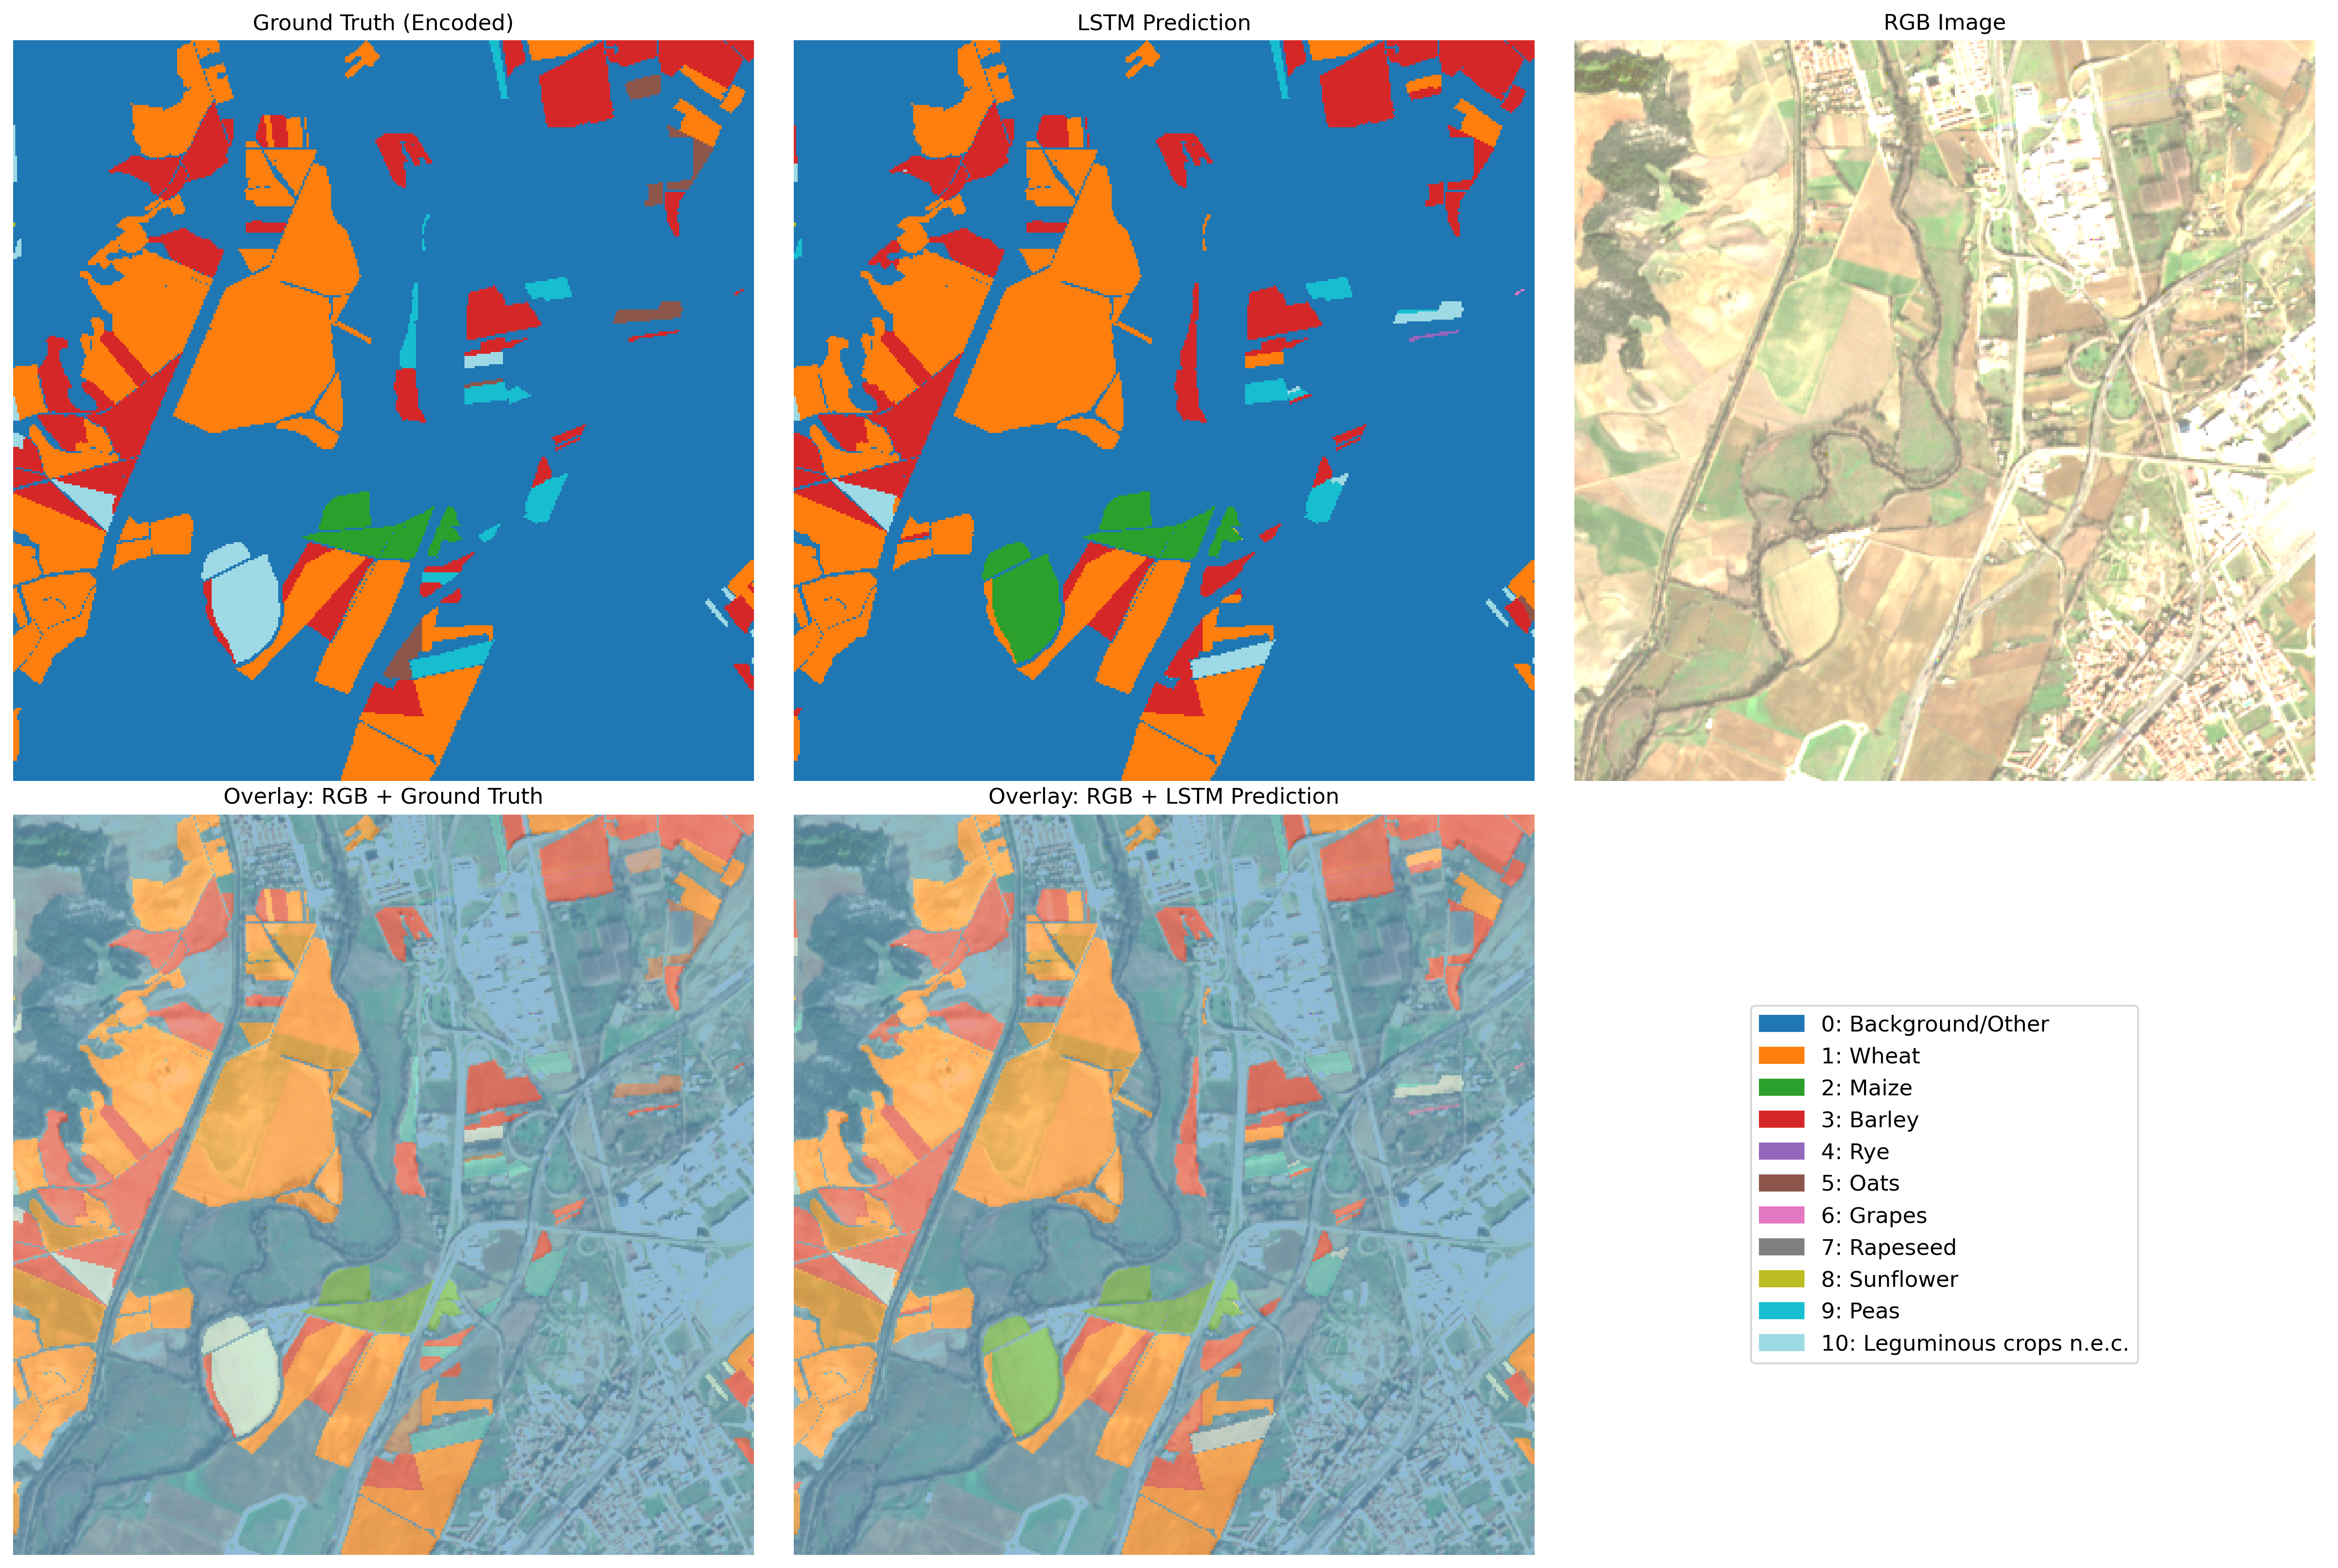 Ground Truth (Encoded)
LSTM Prediction
RGB Image
Overlay: RGB + Ground Truth
Overlay: RGB + LSTM Prediction
0: Background/Other
1: Wheat
2: Maize
3: Barley
4: Rye
5: Oats
6: Grapes
7: Rapeseed
8: Sunflower
9: Peas
10: Leguminous crops n.e.c.